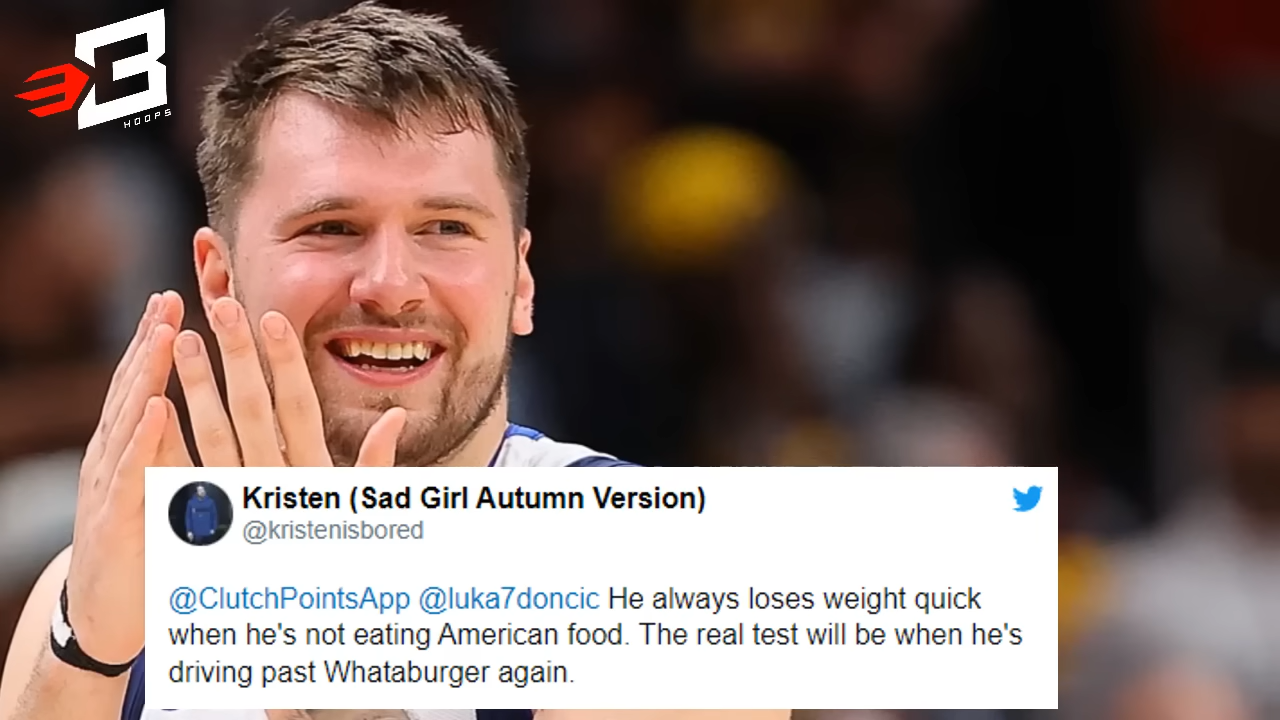 B
HOOPS
Kristen (Sad Girl Autumn Version)
@kristenisbored
@ClutchPointsApp @luka7doncic He always loses weight quick
when he's not eating American food. The real test will be when he's
driving past Whataburger again.